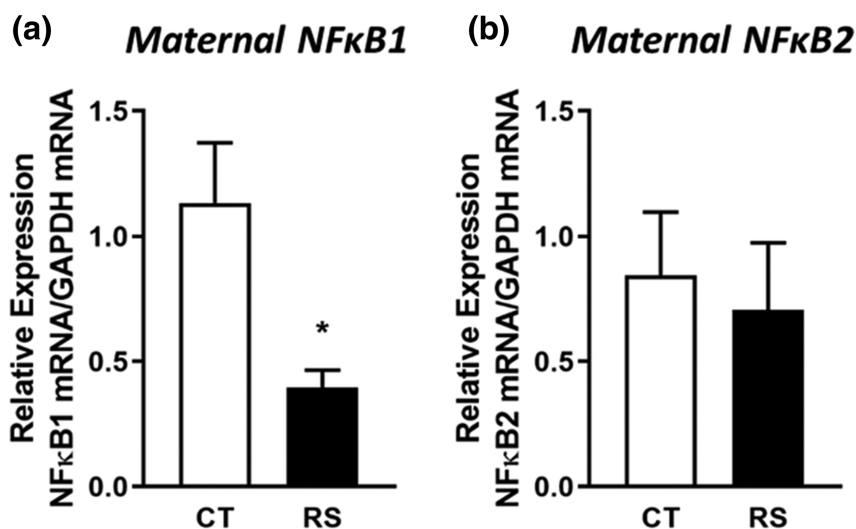 (a)
Maternal NFκB1
Relative Expression
NFκB1 mRNA/GAPDH mRNA
1.5
1.0
0.5
0.0
*
CT
RS
(b)
Maternal NFκB2
Relative Expression
NFκB2 mRNA/GAPDH mRNA
1.5
1.0
0.5
0.0
CT
RS